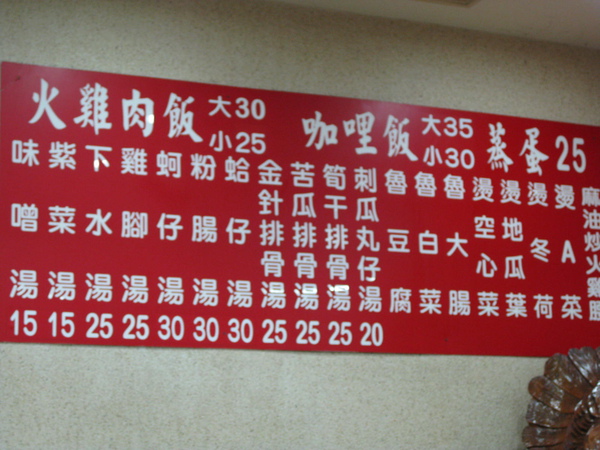 火雞肉飯 大30 小25
咖哩飯 大35 小30
蒸蛋25
味噌湯15
紫菜湯15
下水湯25
雞腳湯25
蚵仔湯30
粉腸湯30
蛤仔湯30
金針排骨湯25
苦瓜排骨湯25
筍干排骨湯25
刺瓜丸仔湯20
魯豆腐
魯白菜
魯大腸
燙空心菜
燙地瓜葉
燙冬荷
燙A菜
麻油炒火雞